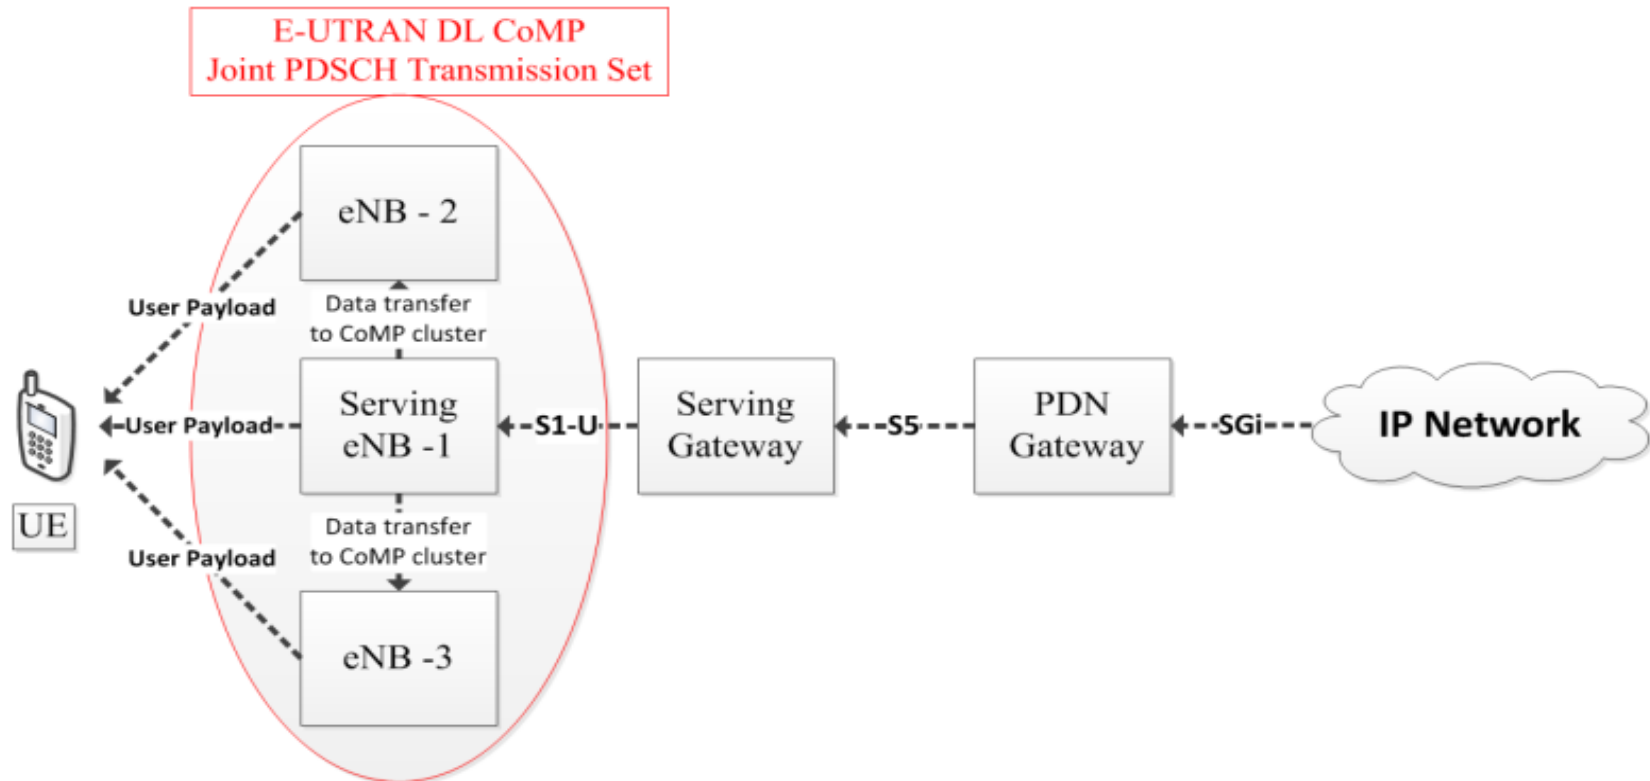 E-UTRAN DL CoMP
Joint PDSCH Transmission Set
eNB - 2
User Payload
Data transfer
to CoMP cluster
UE
User Payload
Serving
eNB -1
S1-U
Serving
Gateway
S5
PDN
Gateway
SGi
IP Network
Data transfer
to CoMP cluster
User Payload
eNB -3